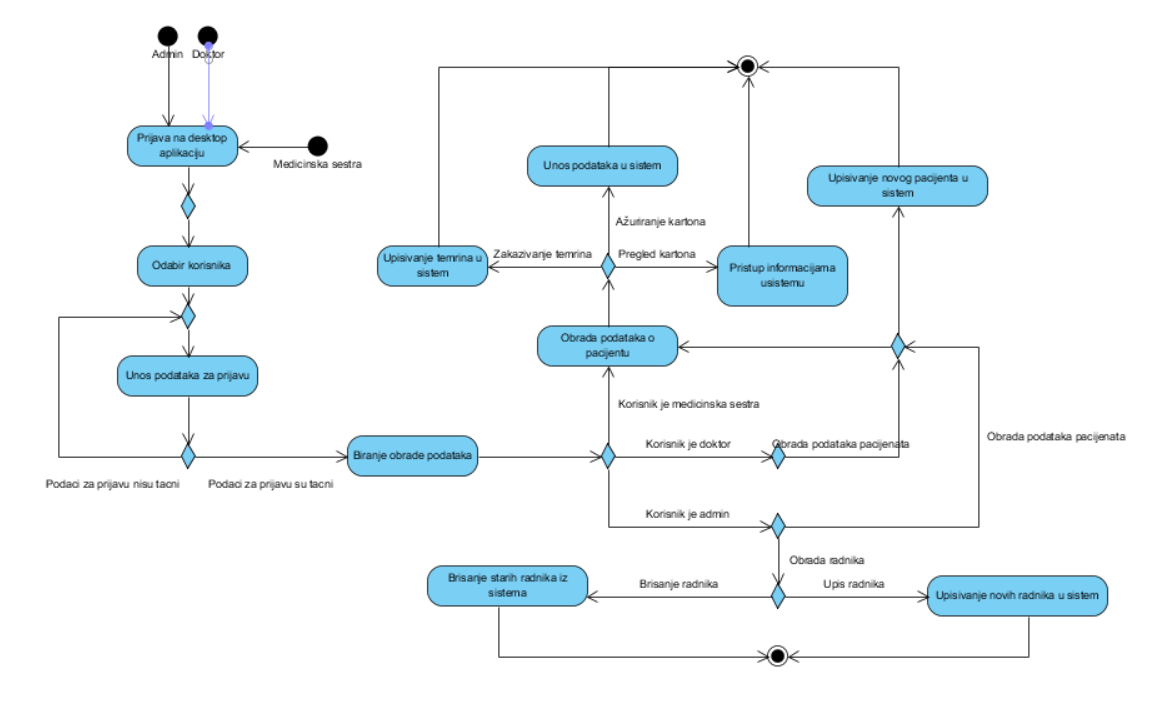 Admin
Doktor
Prijava na desktop
aplikaciju
Medicinska sestra
Odabir korisnika
Unos podataka za prijavu
Podaci za prijavu nisu tacni
Podaci za prijavu su tacni
Biranje obrade podataka
Unos podataka u sistem
Upisivanje novog pacijenta u
sistem
Ažuriranje kartona
Upisivanje temrina u
sistem
Zakazivanje temrina
Pregled kartona
Pristup informacijama
usistemu
Obrada podataka o
pacijentu
Korisnik je medicinska sestra
Korisnik je doktor
Obrada podataka pacijenata
Obrada podataka pacijenata
Korisnik je admin
Obrada radnika
Brisanje starih radnika iz
sistema
Brisanje radnika
Upis radnika
Upisivanje novih radnika u sistem